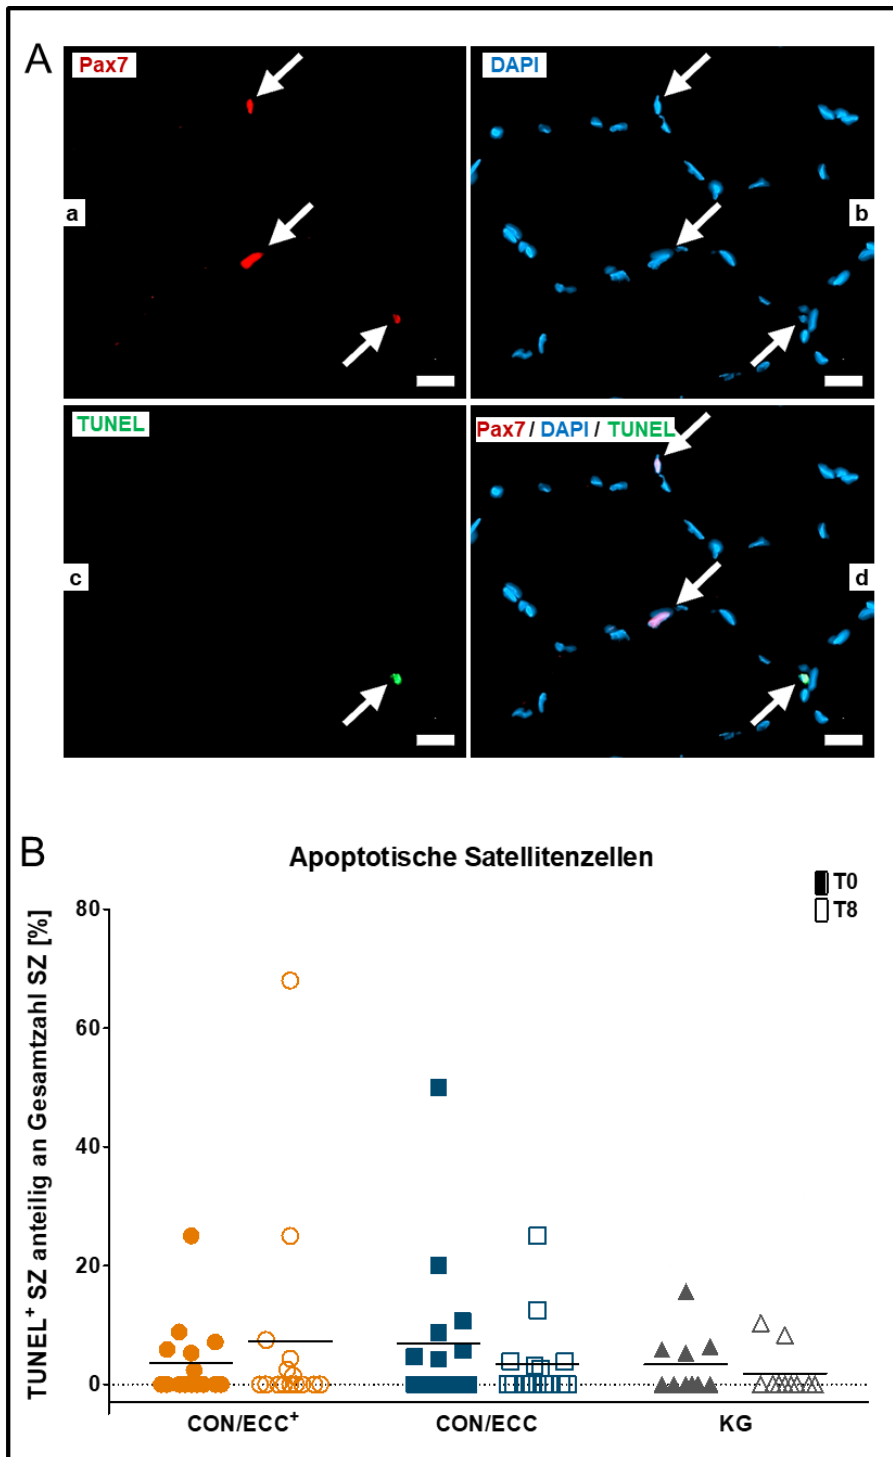 A
Pax7
DAPI
a
b
TUNEL
Pax7 / DAPI / TUNEL
c
d
B
Apoptotische Satellitenzellen
T0
T8
TUNEL⁺ SZ anteilig an Gesamtzahl SZ [%]
80
60
40
20
0
CON/ECC⁺
CON/ECC
KG